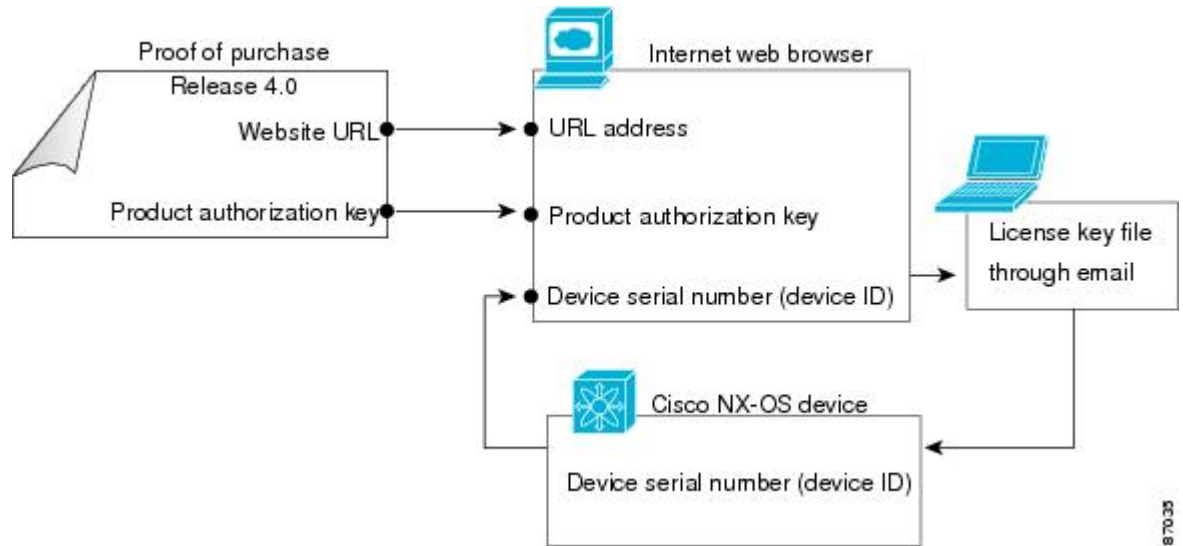 Proof of purchase
Release 4.0
Website URL
Product authorization key
Internet web browser
URL address
Product authorization key
Device serial number (device ID)
License key file
through email
Cisco NX-OS device
Device serial number (device ID)
87035